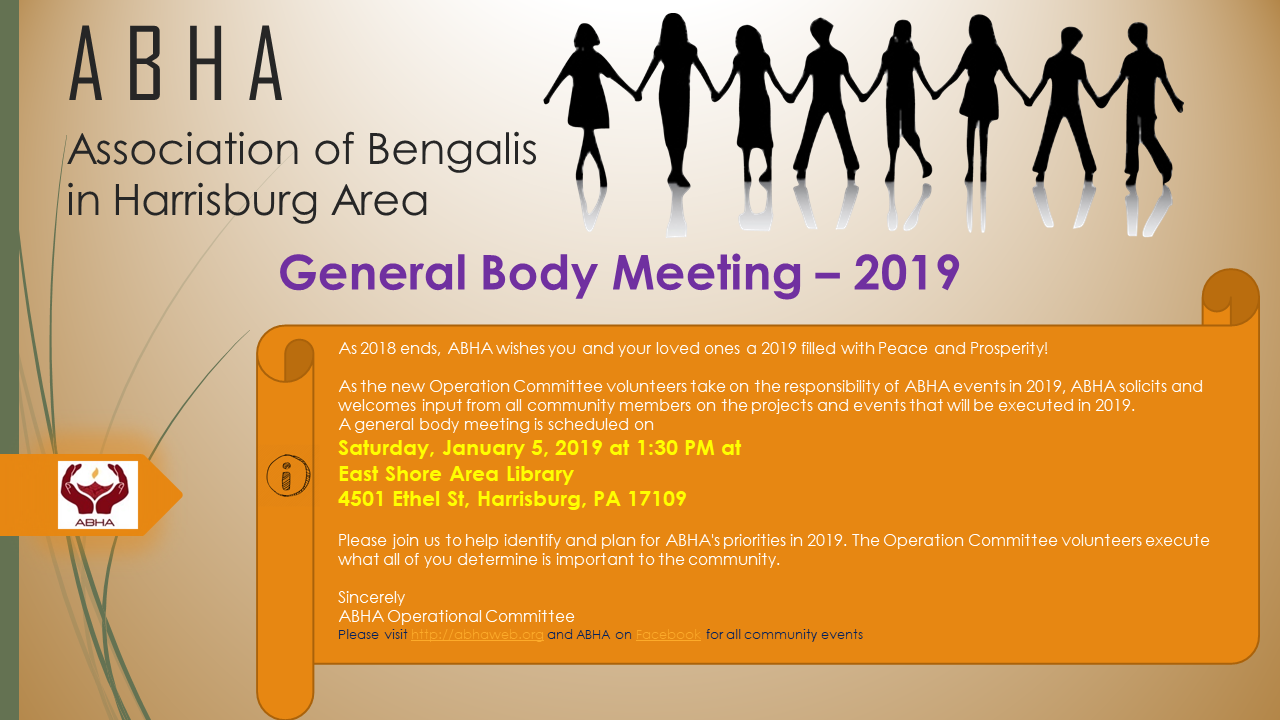 ABHA
Association of Bengalis
in Harrisburg Area
General Body Meeting – 2019
As 2018 ends, ABHA wishes you and your loved ones a 2019 filled with Peace and Prosperity!
As the new Operation Committee volunteers take on the responsibility of ABHA events in 2019, ABHA solicits and
welcomes input from all community members on the projects and events that will be executed in 2019.
A general body meeting is scheduled on
Saturday, January 5, 2019 at 1:30 PM at
East Shore Area Library
4501 Ethel St, Harrisburg, PA 17109
ABHA
Please join us to help identify and plan for ABHA's priorities in 2019. The Operation Committee volunteers execute
what all of you determine is important to the community.
Sincerely
ABHA Operational Committee
Please visit http://abhaweb.org and ABHA on Facebook for all community events